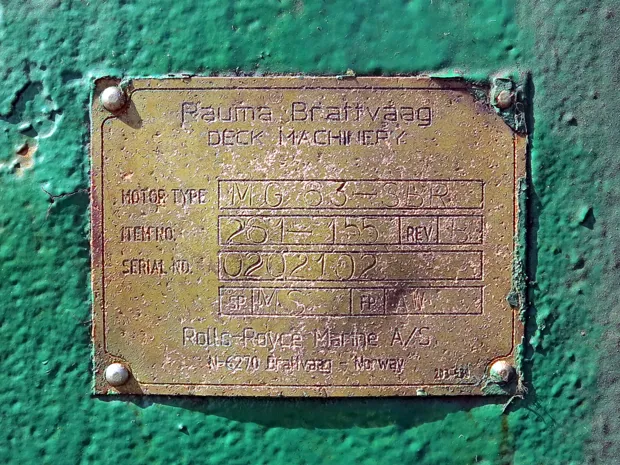 Rauma Brattvaag
DECK MACHINERY
MOTOR TYPE MG 63-SBR
ITEM NO. 261-155 REV.
SERIAL NO. 0202102
SP. MS FP.
Rolls-Royce Marine A/S
N-6270 Brattvaag - Norway